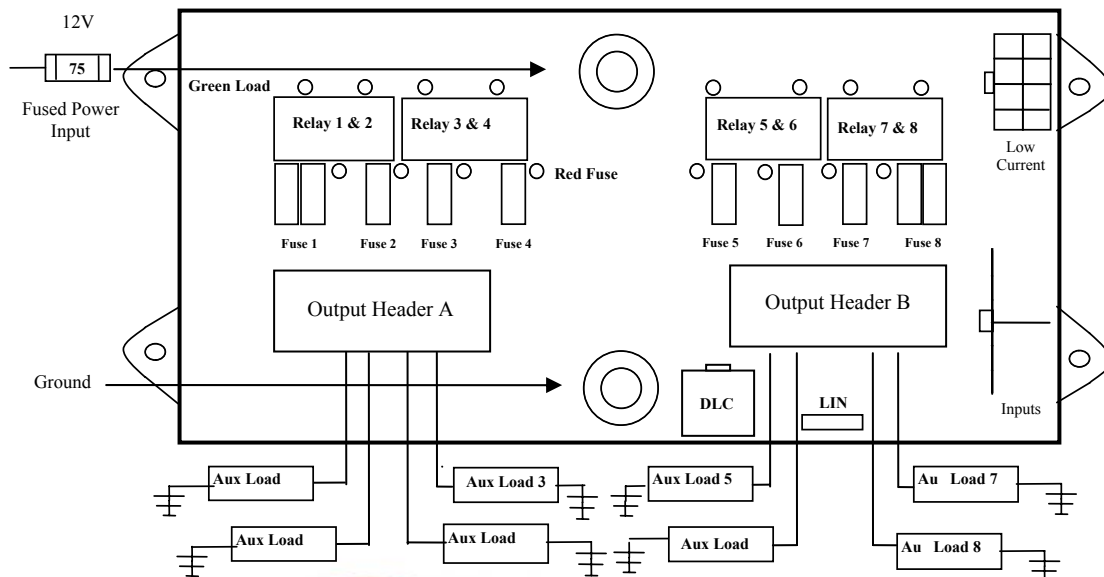 12V
75
Fused Power
Input
Green Load
Relay 1 & 2
Relay 3 & 4
Relay 5 & 6
Relay 7 & 8
Low
Current
Red Fuse
Fuse 1
Fuse 2
Fuse 3
Fuse 4
Fuse 5
Fuse 6
Fuse 7
Fuse 8
Output Header A
Output Header B
Ground
DLC
LIN
Inputs
Aux Load
Aux Load 3
Aux Load 5
Au Load 7
Aux Load
Aux Load
Aux Load
Au Load 8